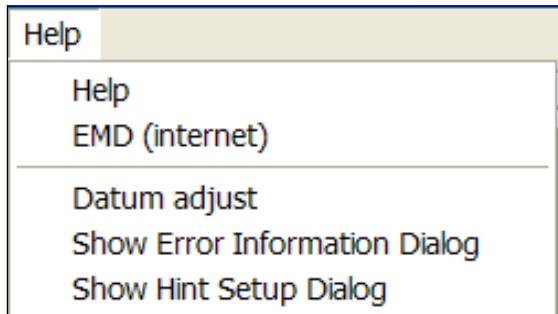 Help
Help
EMD (internet)
Datum adjust
Show Error Information Dialog
Show Hint Setup Dialog